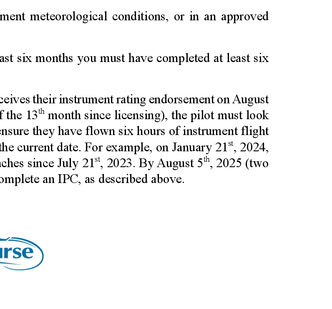 ment meteorological conditions, or in an approved
ast six months you must have completed at least six
ceives their instrument rating endorsement on August
f the 13th month since licensing), the pilot must look
ensure they have flown six hours of instrument flight
the current date. For example, on January 21st, 2024,
ches since July 21st, 2023. By August 5th, 2025 (two
omplete an IPC, as described above.
urse